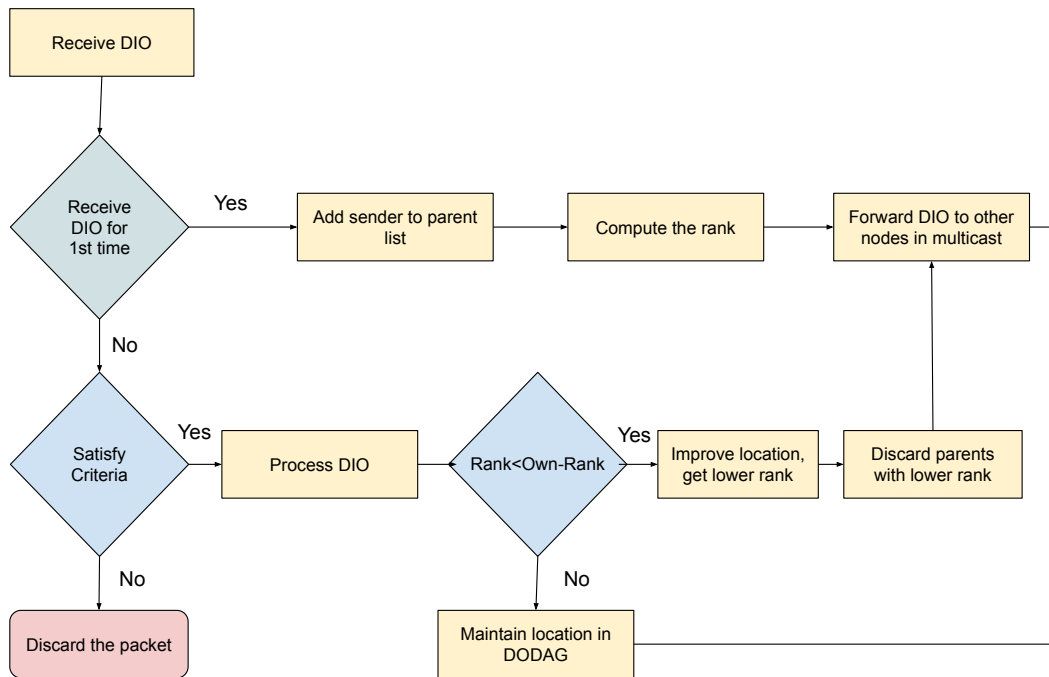 Receive DIO
Receive
DIO for
1st time
Yes
Add sender to parent
list
Compute the rank
Forward DIO to other
nodes in multicast
No
Satisfy
Criteria
Yes
Process DIO
Rank<Own-Rank
Yes
Improve location,
get lower rank
Discard parents
with lower rank
No
Discard the packet
No
Maintain location in
DODAG